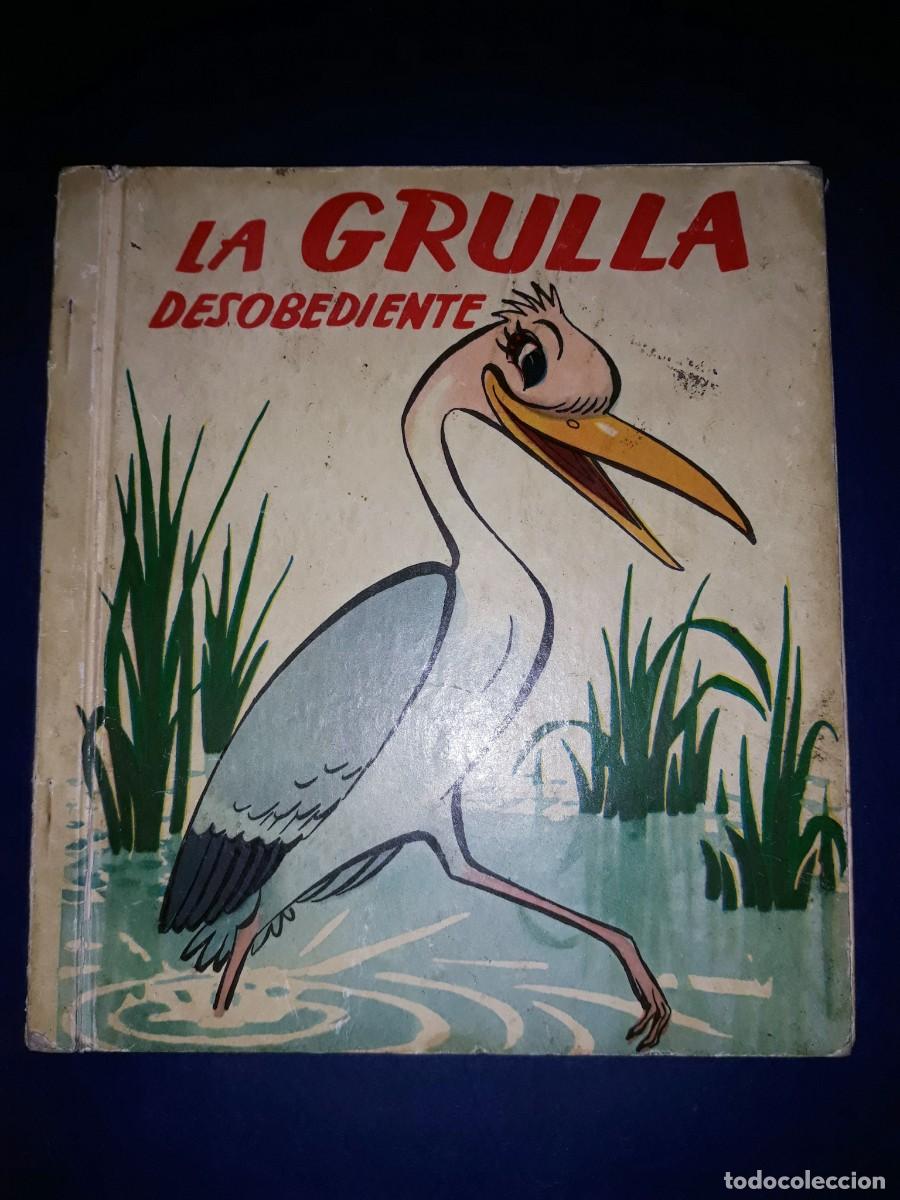 LA GRULLA
DESOBEDIENTE
todocoleccion